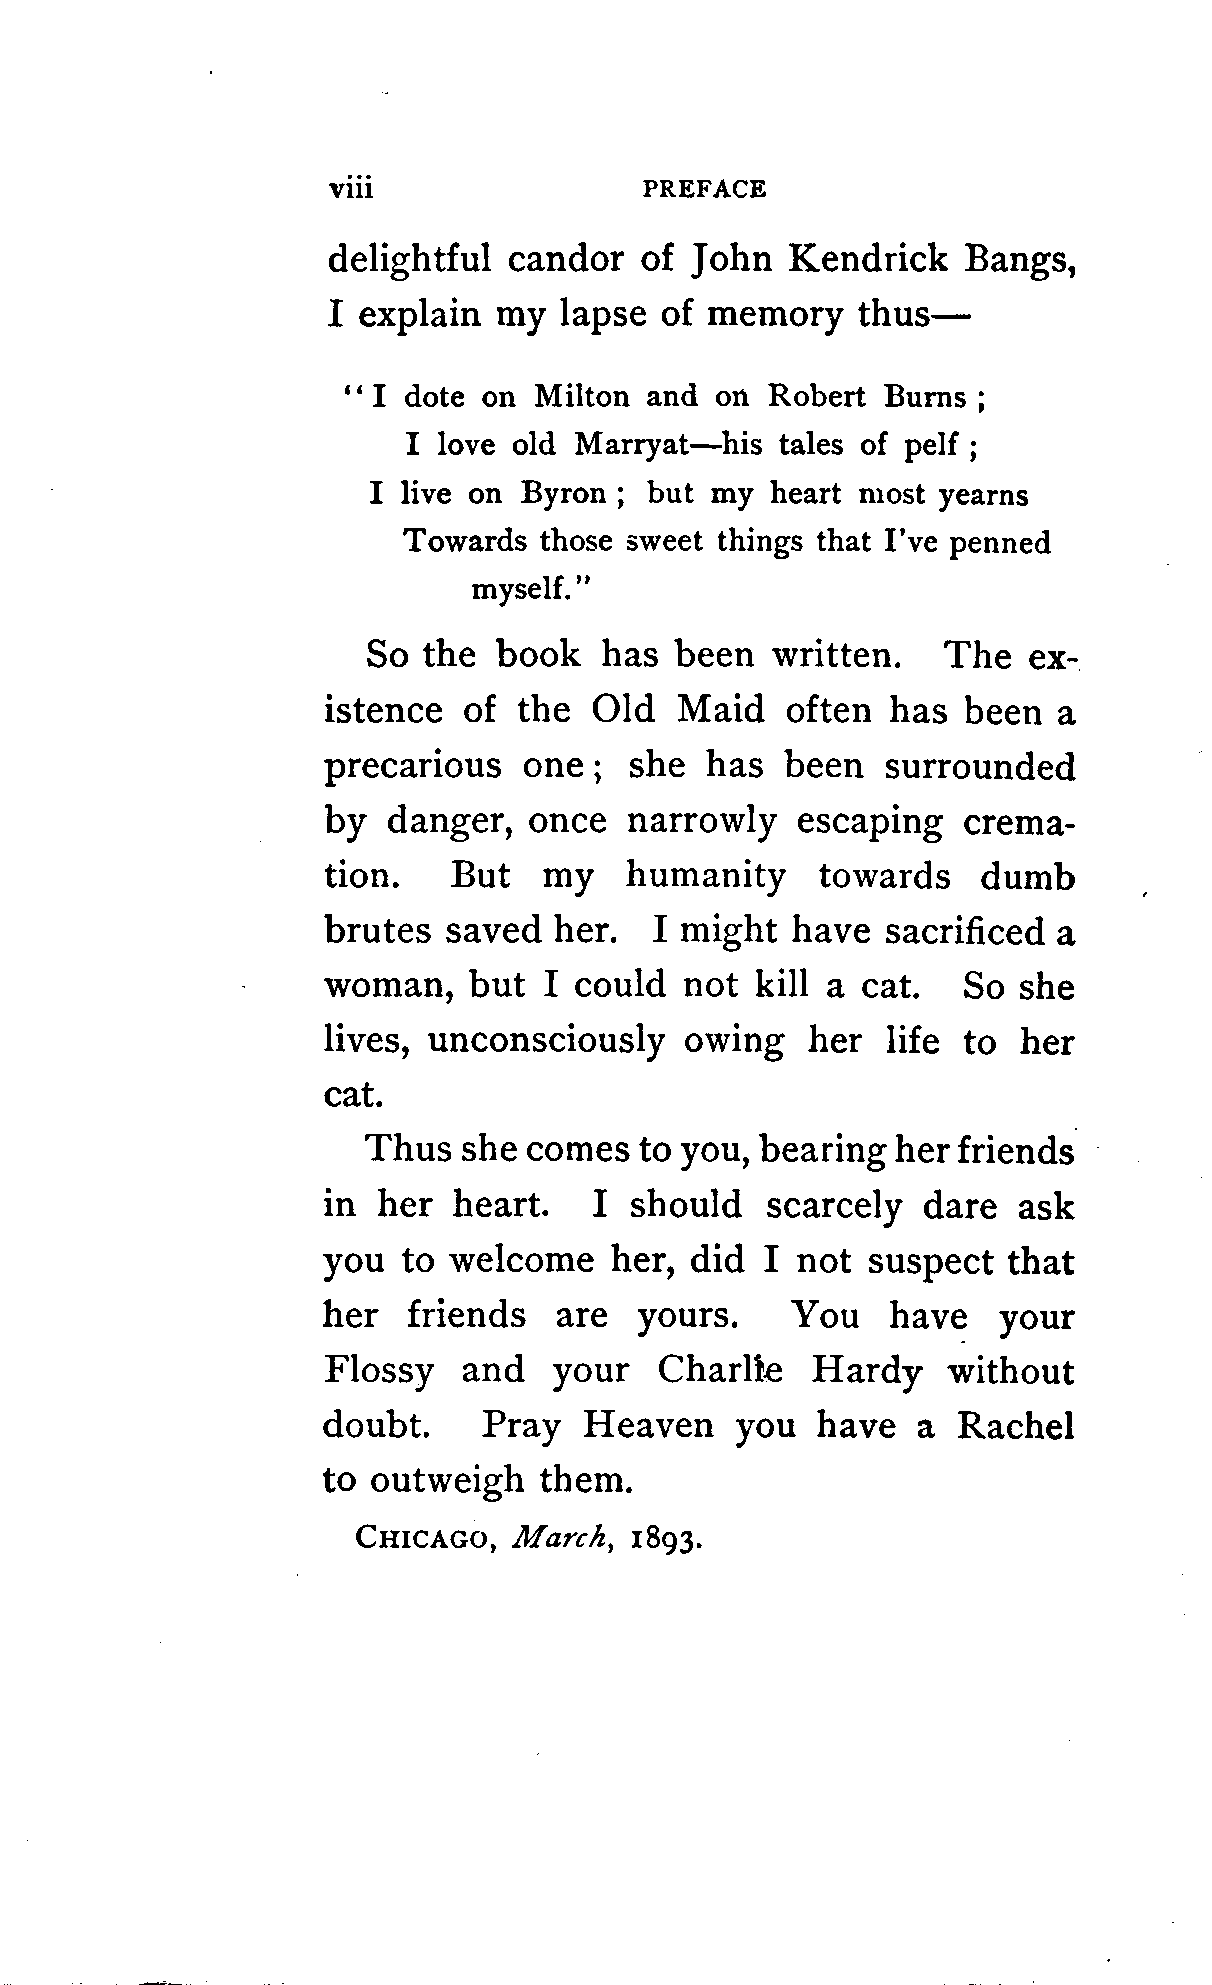 viii PREFACE
delightful candor of John Kendrick Bangs,
I explain my lapse of memory thus—
"I dote on Milton and on Robert Burns ;
I love old Marryat—his tales of pelf ;
I live on Byron ; but my heart most yearns
Towards those sweet things that I've penned
myself."
So the book has been written. The ex-
istence of the Old Maid often has been a
precarious one ; she has been surrounded
by danger, once narrowly escaping crema-
tion. But my humanity towards dumb
brutes saved her. I might have sacrificed a
woman, but I could not kill a cat. So she
lives, unconsciously owing her life to her
cat.
Thus she comes to you, bearing her friends
in her heart. I should scarcely dare ask
you to welcome her, did I not suspect that
her friends are yours. You have your
Flossy and your Charlie Hardy without
doubt. Pray Heaven you have a Rachel
to outweigh them.
CHICAGO, March, 1893.